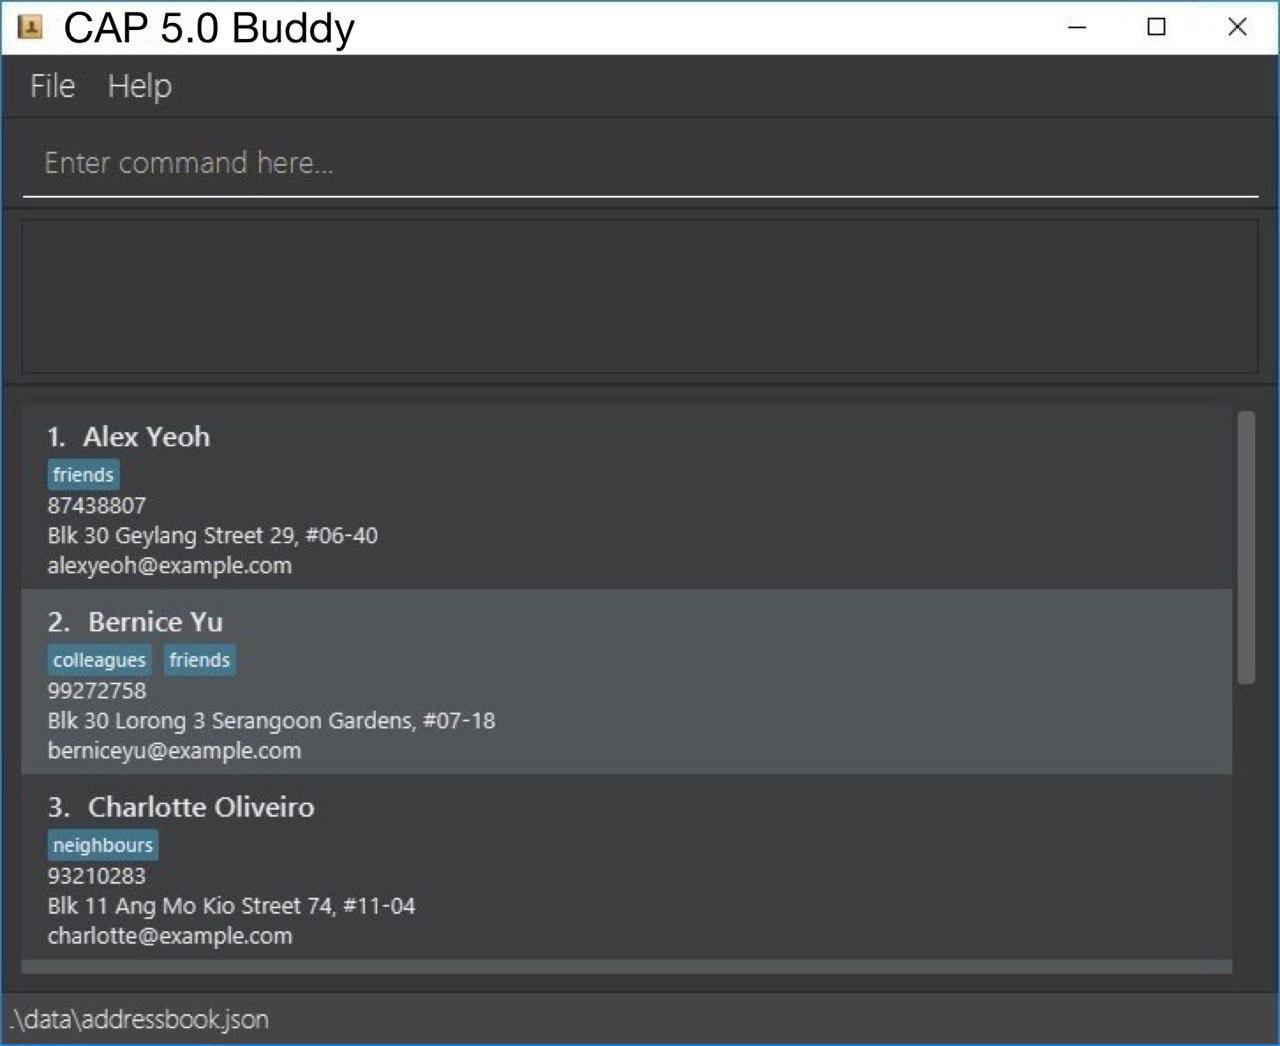 CAP 5.0 Buddy
File Help
Enter command here...
1. Alex Yeoh
friends
87438807
Blk 30 Geylang Street 29, #06-40
alexyeoh@example.com
2. Bernice Yu
colleagues friends
99272758
Blk 30 Lorong 3 Serangoon Gardens, #07-18
berniceyu@example.com
3. Charlotte Oliveiro
neighbours
93210283
Blk 11 Ang Mo Kio Street 74, #11-04
charlotte@example.com
.\data\addressbook.json